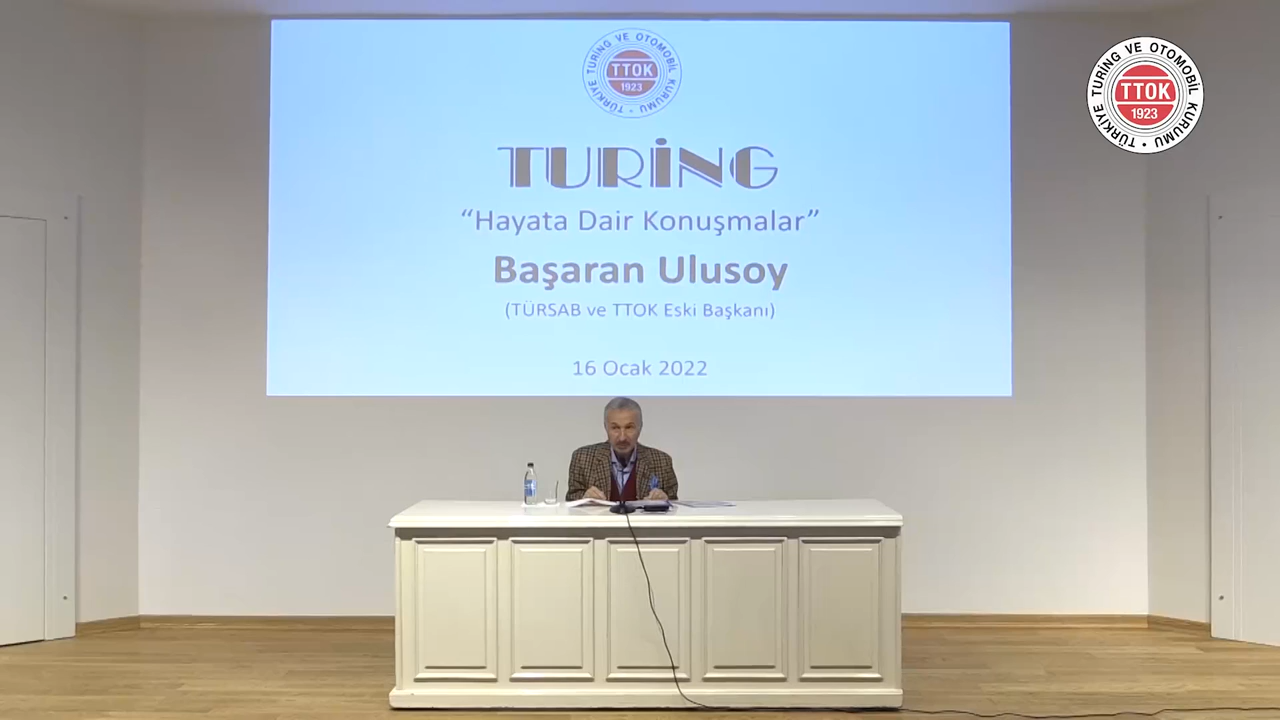 TÜRKİYE TURİNG VE OTOMOBİL KURUMU
TTOK
1923
TURİNG
“Hayata Dair Konuşmalar”
Başaran Ulusoy
(TÜRSAB ve TTOK Eski Başkanı)
16 Ocak 2022
TÜRKİYE TURİNG VE OTOMOBİL KURUMU
TTOK
1923